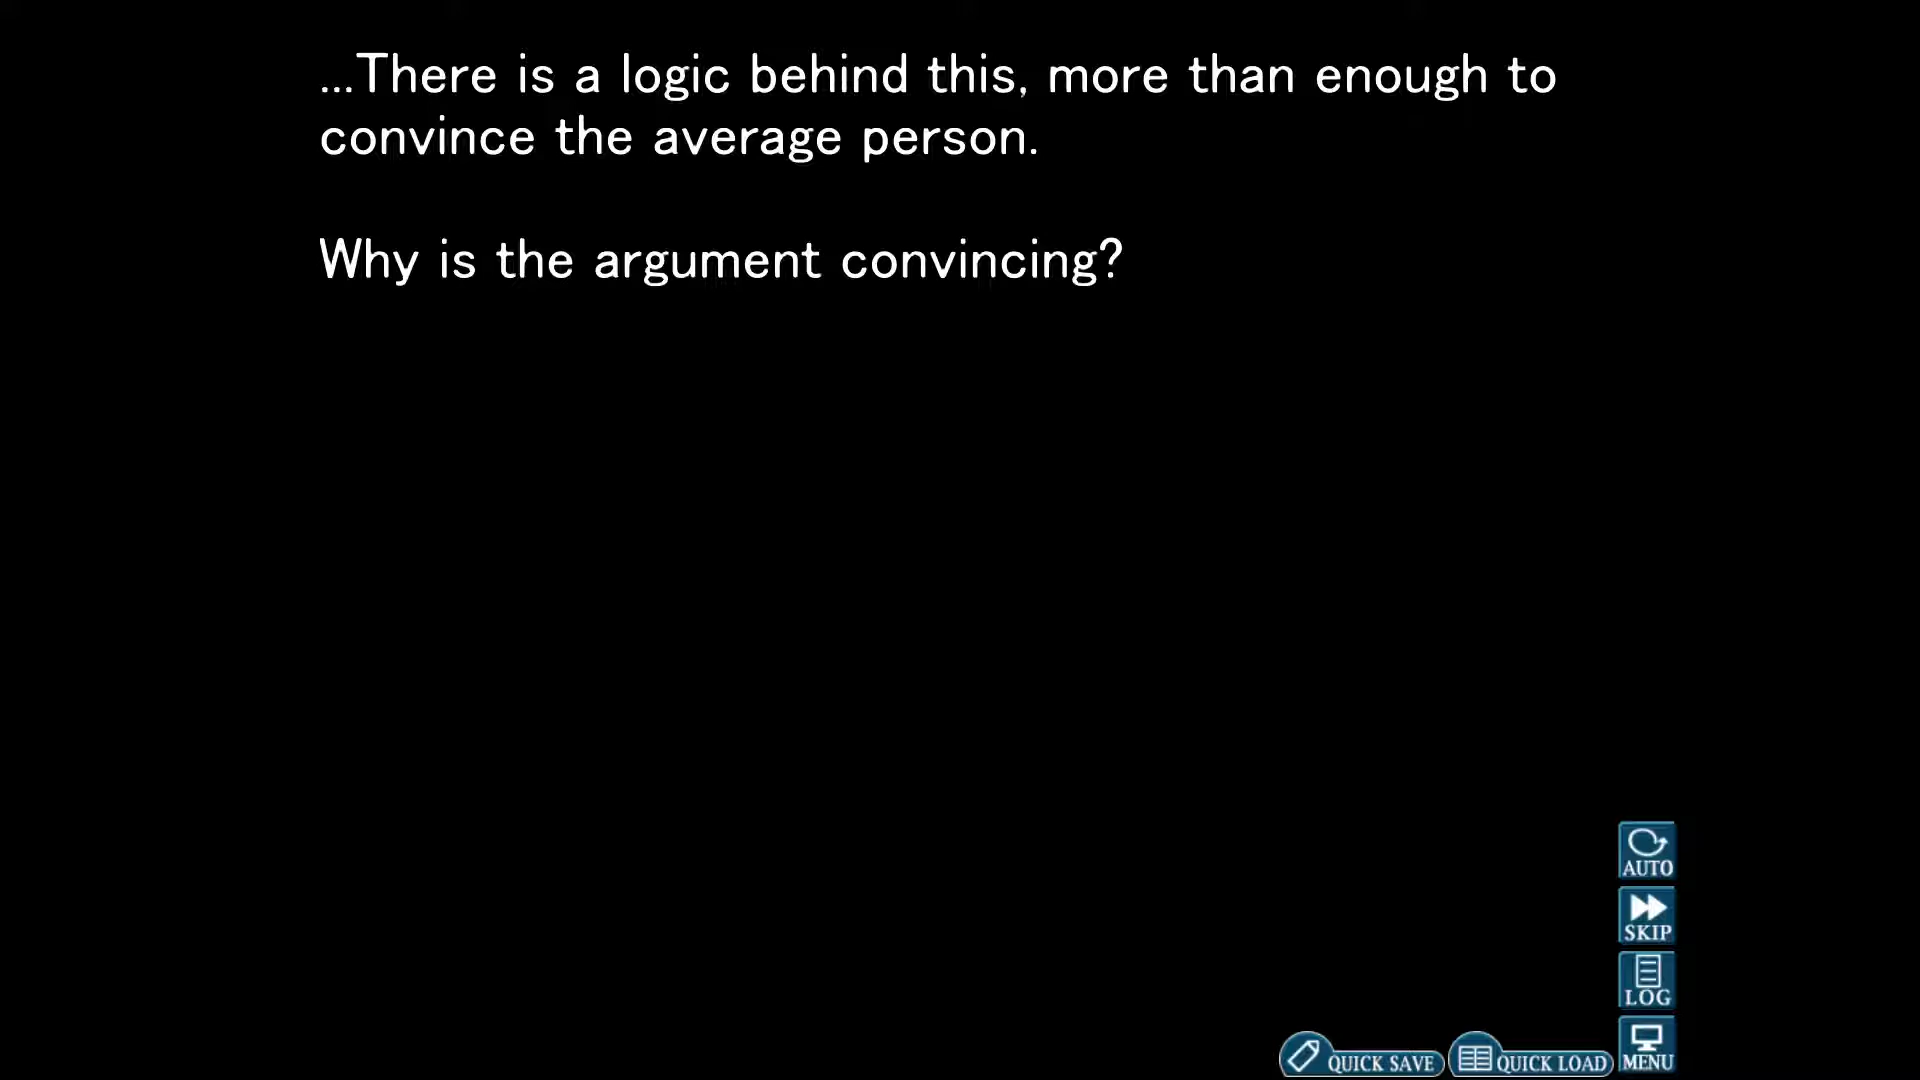 ...There is a logic behind this, more than enough to
convince the average person.
Why is the argument convincing?
AUTO
SKIP
LOG
MENU
QUICK SAVE
QUICK LOAD